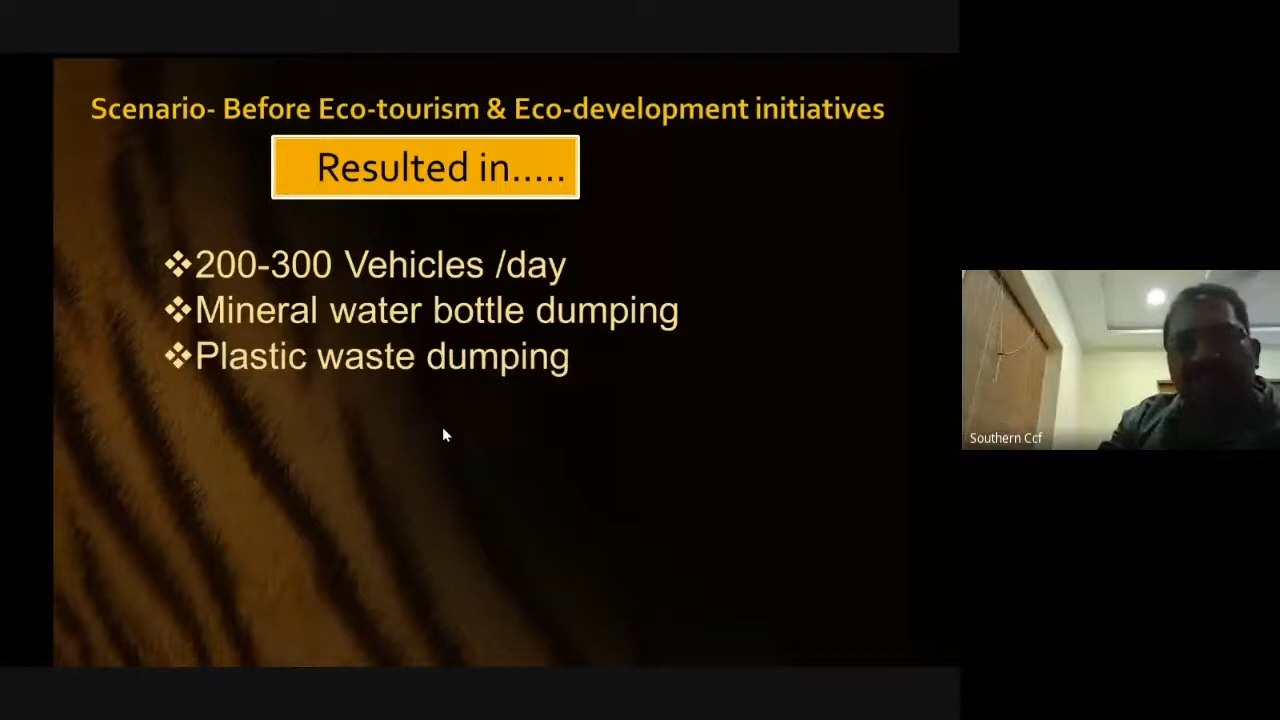 Scenario- Before Eco-tourism & Eco-development initiatives
Resulted in.....
❖200-300 Vehicles /day
❖Mineral water bottle dumping
❖Plastic waste dumping
Southern Ccf